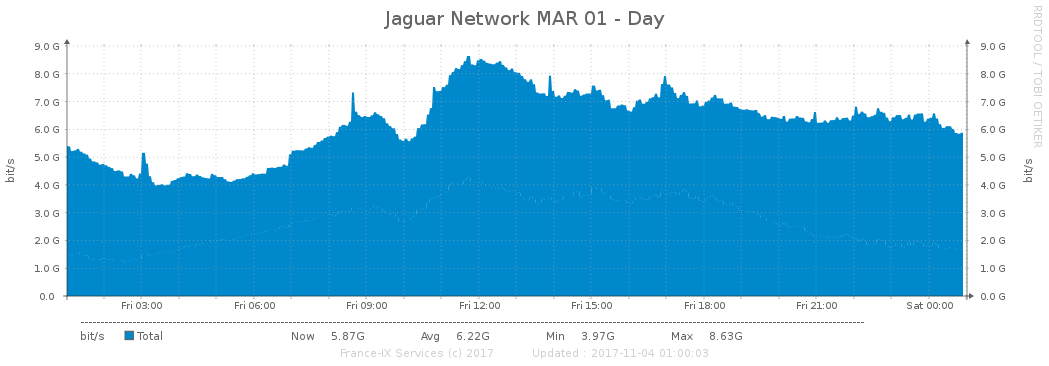 Jaguar Network MAR 01 - Day
RRDTOOL / TOBI OETIKER
9.0 G 9.0 G
8.0 G 8.0 G
7.0 G 7.0 G
6.0 G 6.0 G
5.0 G 5.0 G
4.0 G 4.0 G
3.0 G 3.0 G
2.0 G 2.0 G
1.0 G 1.0 G
0.0 0.0 G
bit/s
bit/s
Fri 03:00 Fri 06:00 Fri 09:00 Fri 12:00 Fri 15:00 Fri 18:00 Fri 21:00 Sat 00:00
bit/s Total Now 5.87G Avg 6.22G Min 3.97G Max 8.63G
France-IX Services (c) 2017 Updated : 2017-11-04 01:00:03